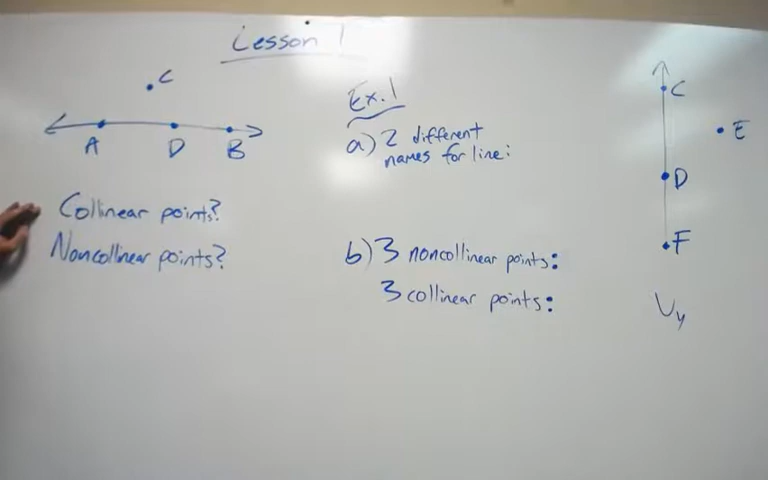 Lesson 1
C
A D B
Collinear points?
Noncollinear points?
Ex. 1
a) 2 different
names for line:
b) 3 noncollinear points:
3 collinear points:
C
E
D
F
y